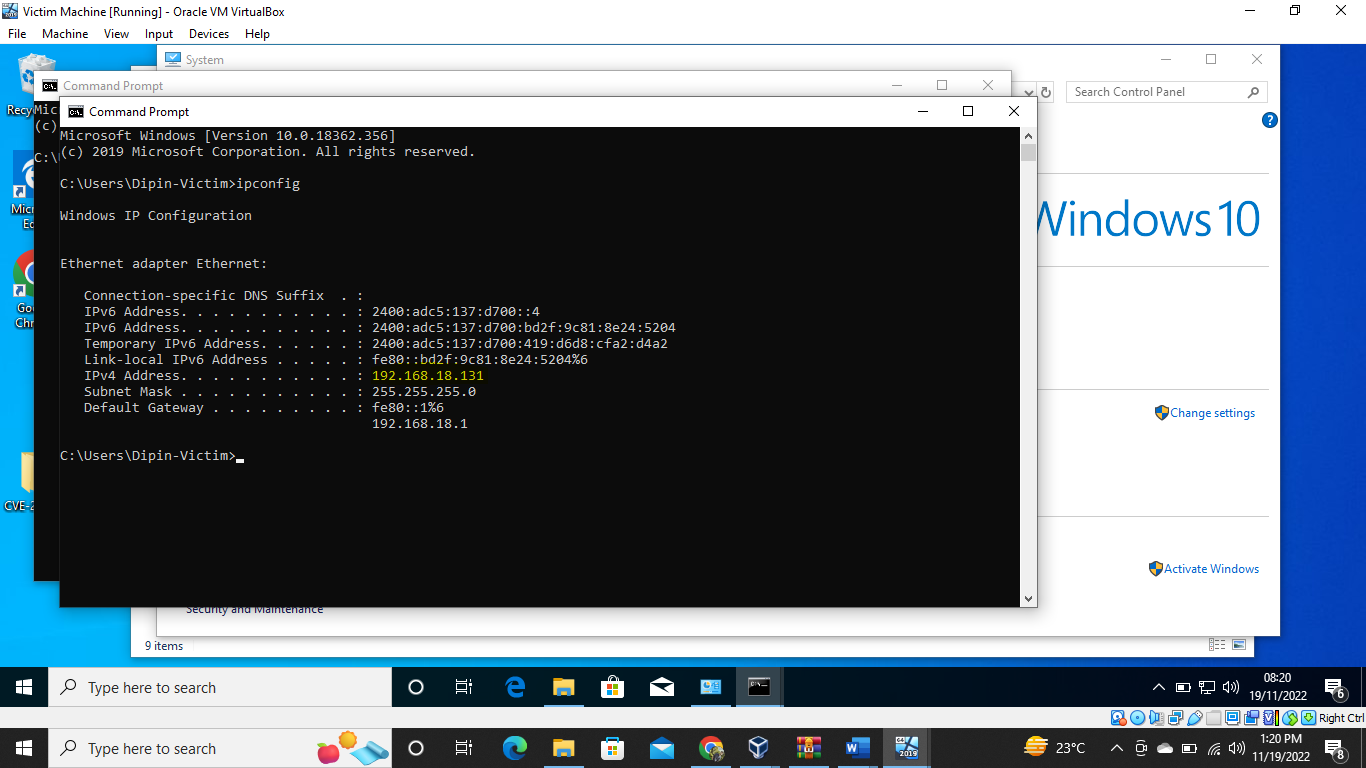 Victim Machine [Running] - Oracle VM VirtualBox
File Machine View Input Devices Help
System
Command Prompt
Search Control Panel
Command Prompt
Recy
Mic
(c)
C:\
Microsoft Windows [Version 10.0.18362.356]
(c) 2019 Microsoft Corporation. All rights reserved.
C:\Users\Dipin-Victim>ipconfig
Windows IP Configuration
Ethernet adapter Ethernet:
Connection-specific DNS Suffix . :
IPv6 Address. . . . . . . . . . . : 2400:adc5:137:d700::4
IPv6 Address. . . . . . . . . . . : 2400:adc5:137:d700:bd2f:9c81:8e24:5204
Temporary IPv6 Address. . . . . . : 2400:adc5:137:d700:419:d6d8:cfa2:d4a2
Link-local IPv6 Address . . . . . : fe80::bd2f:9c81:8e24:5204%6
IPv4 Address. . . . . . . . . . . : 192.168.18.131
Subnet Mask . . . . . . . . . . . : 255.255.255.0
Default Gateway . . . . . . . . . : fe80::1%6
192.168.18.1
C:\Users\Dipin-Victim>
Micr
Ed
Goo
Chr
CVE-2
Windows 10
Change settings
Activate Windows
Security and Maintenance
9 items
Type here to search
08:20
19/11/2022
6
Right Ctrl
Type here to search
64
2019
23°C
1:20 PM
11/19/2022
8